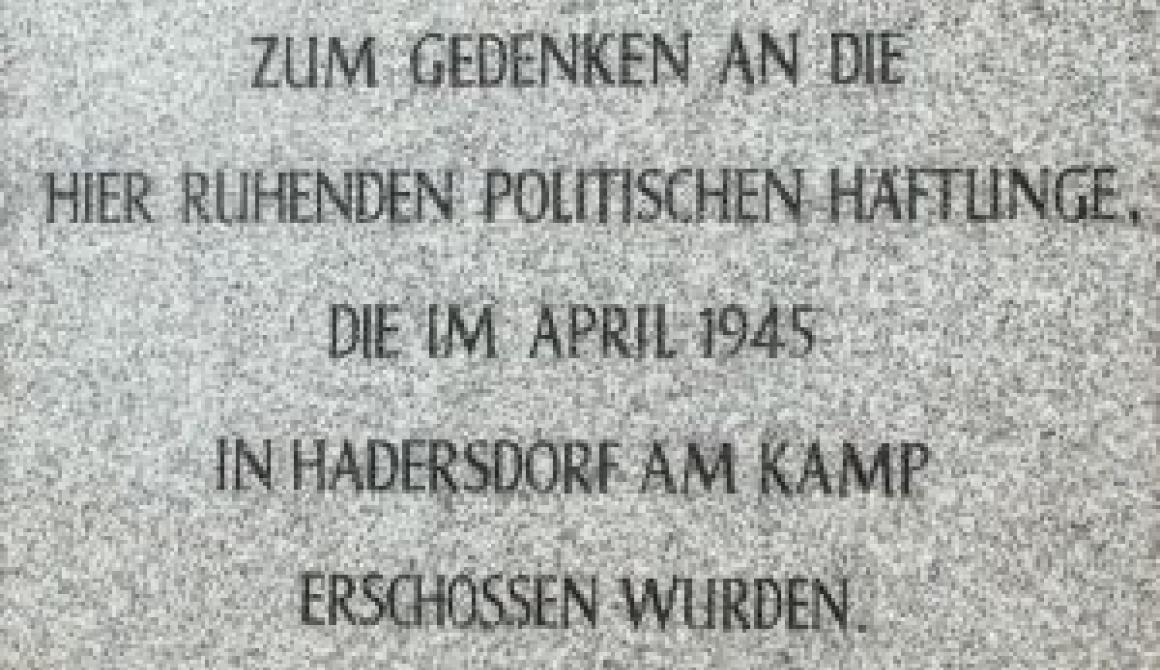 ZUM GEDENKEN AN DIE
HIER RUHENDEN POLITISCHEN HÄFTLINGE,
DIE IM APRIL 1945
IN HADERSDORF AM KAMP
ERSCHOSSEN WURDEN.